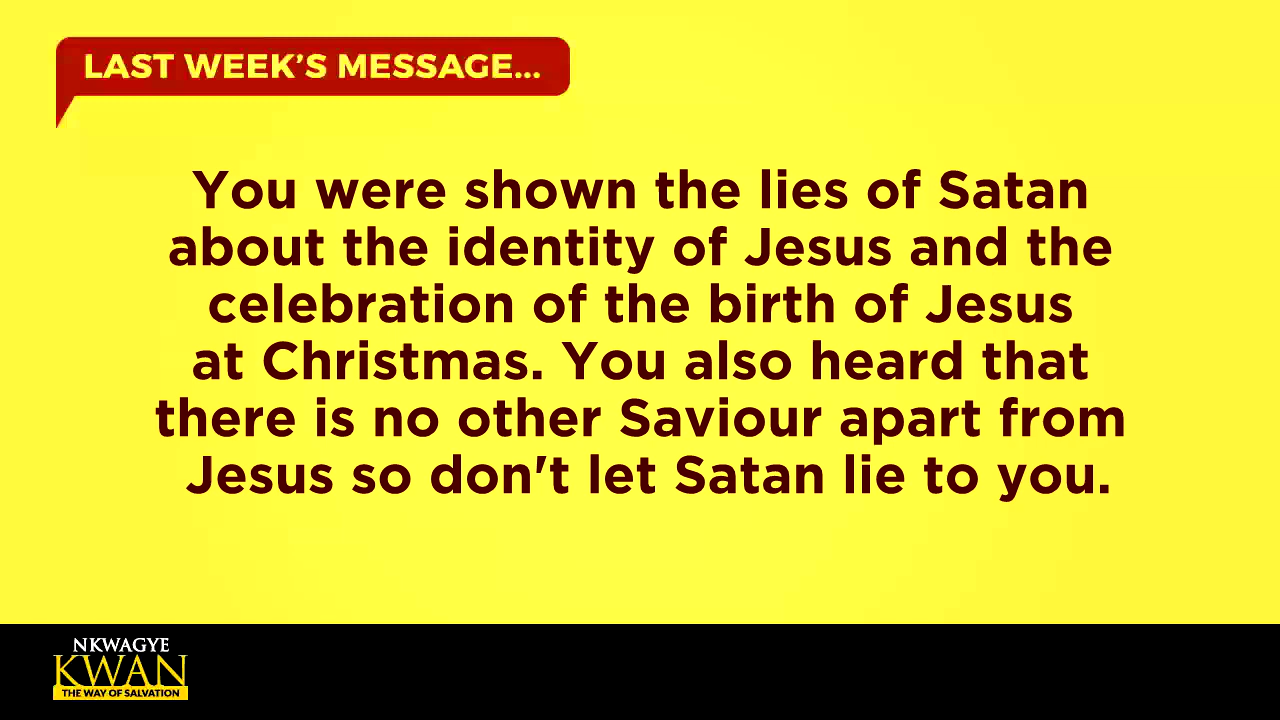 LAST WEEK'S MESSAGE...
You were shown the lies of Satan
about the identity of Jesus and the
celebration of the birth of Jesus
at Christmas. You also heard that
there is no other Saviour apart from
Jesus so don't let Satan lie to you.
NKWAGYE
KWAN
THE WAY OF SALVATION